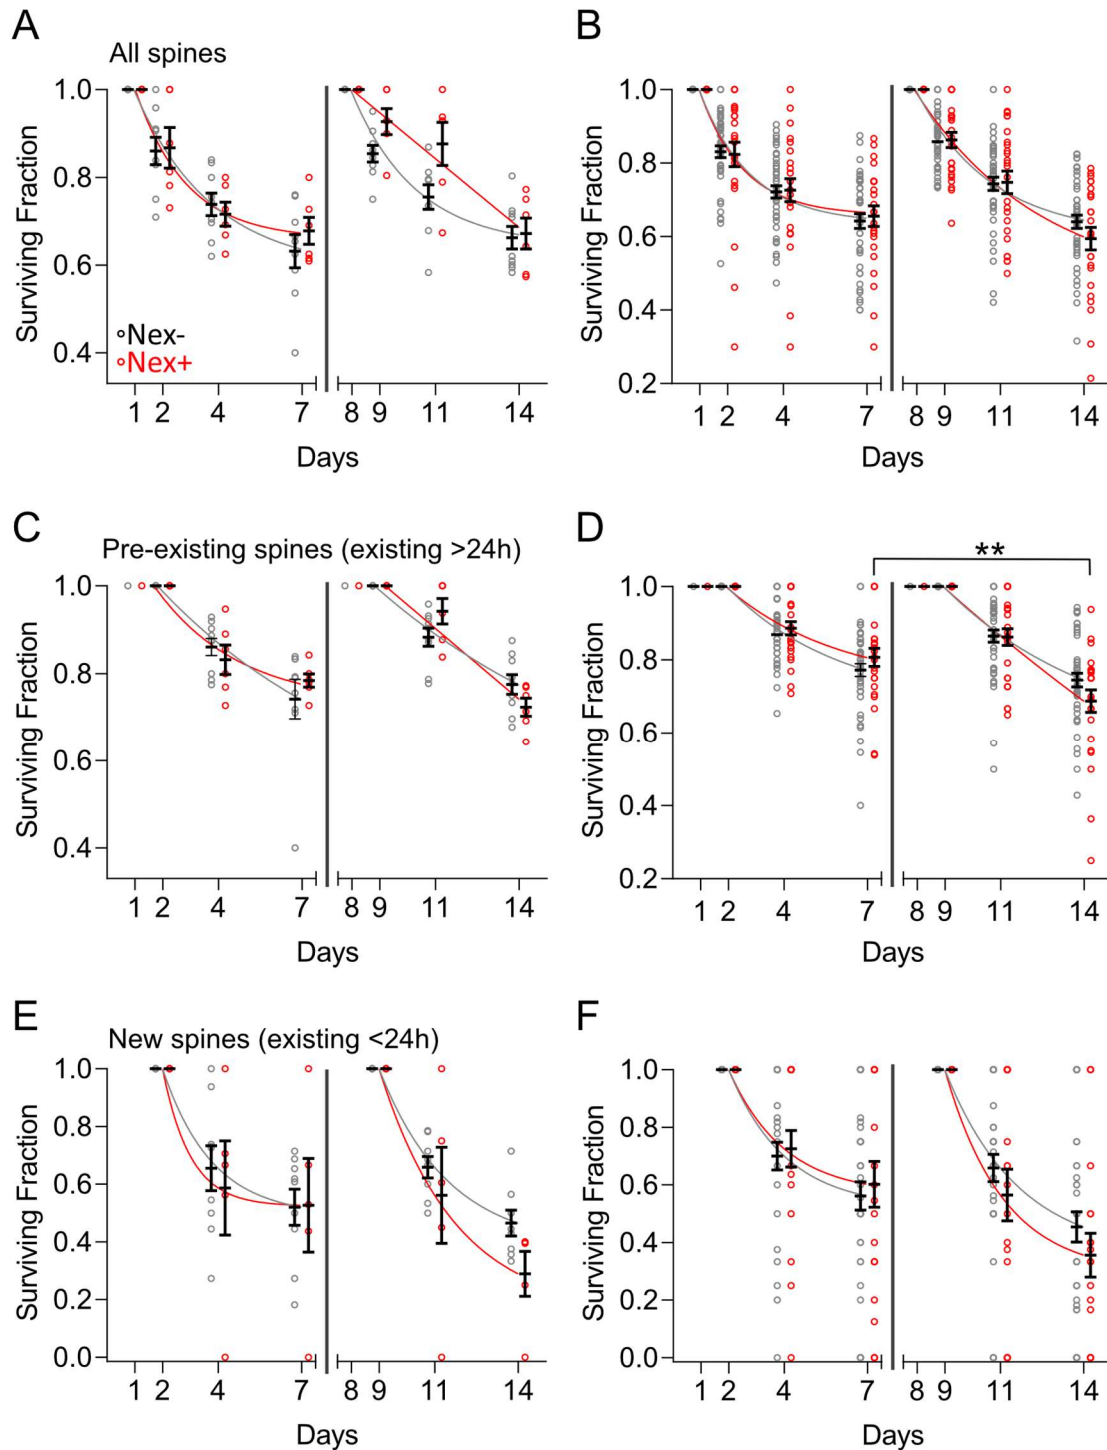 A
B
All spines
1.0
0.8
0.6
0.4
Surviving Fraction
Nex-
Nex+
1 2 4 7 8 9 11 14
Days
1.0
0.8
0.6
0.4
0.2
Surviving Fraction
1 2 4 7 8 9 11 14
Days
C
D
Pre-existing spines (existing >24h)
1.0
0.8
0.6
0.4
Surviving Fraction
1 2 4 7 8 9 11 14
Days
**
1.0
0.8
0.6
0.4
0.2
Surviving Fraction
1 2 4 7 8 9 11 14
Days
E
F
New spines (existing <24h)
1.0
0.8
0.6
0.4
0.2
0.0
Surviving Fraction
1 2 4 7 8 9 11 14
Days
1.0
0.8
0.6
0.4
0.2
0.0
Surviving Fraction
1 2 4 7 8 9 11 14
Days